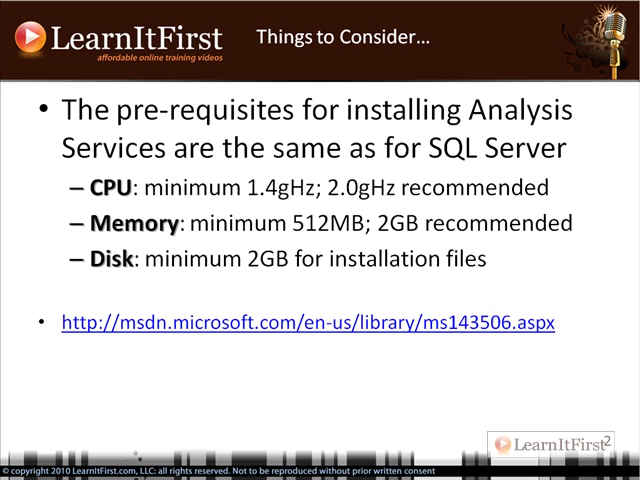 LearnItFirst
affordable online training videos
Things to Consider…
• The pre-requisites for installing Analysis
Services are the same as for SQL Server
– CPU: minimum 1.4gHz; 2.0gHz recommended
– Memory: minimum 512MB; 2GB recommended
– Disk: minimum 2GB for installation files
• http://msdn.microsoft.com/en-us/library/ms143506.aspx
LearnItFirst 2
© copyright 2010 LearnItFirst.com, LLC: all rights reserved. Not to be reproduced without prior written consent